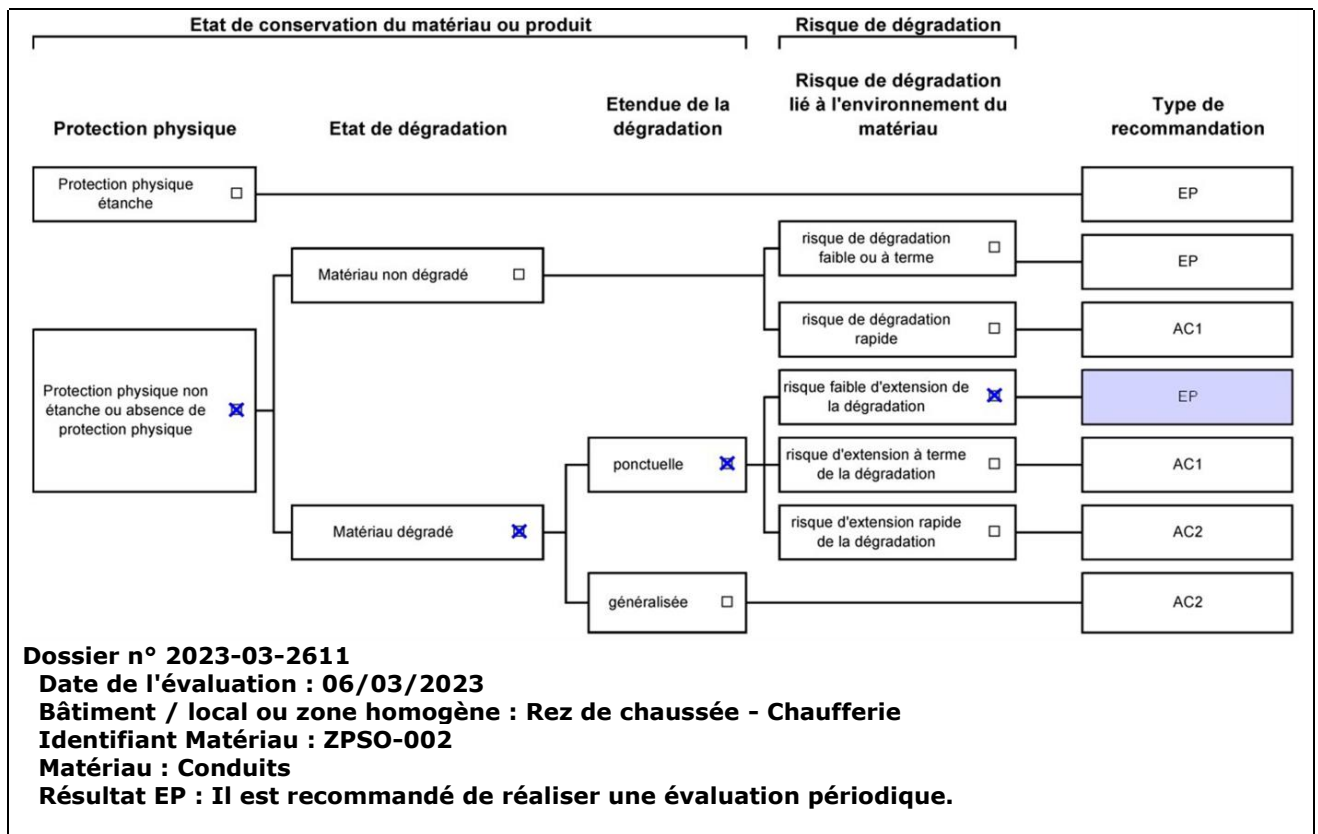 Etat de conservation du matériau ou produit
Risque de dégradation
Protection physique
Etat de dégradation
Etendue de la
dégradation
Risque de dégradation
lié à l'environnement du
matériau
Type de
recommandation
Protection physique
étanche
EP
Matériau non dégradé
risque de dégradation
faible ou à terme
EP
risque de dégradation
rapide
AC1
Protection physique non
étanche ou absence de
protection physique
risque faible d'extension de
la dégradation
EP
ponctuelle
risque d'extension à terme
de la dégradation
AC1
Matériau dégradé
risque d'extension rapide
de la dégradation
AC2
généralisée
AC2
Dossier n° 2023-03-2611
Date de l'évaluation : 06/03/2023
Bâtiment / local ou zone homogène : Rez de chaussée - Chaufferie
Identifiant Matériau : ZPSO-002
Matériau : Conduits
Résultat EP : Il est recommandé de réaliser une évaluation périodique.